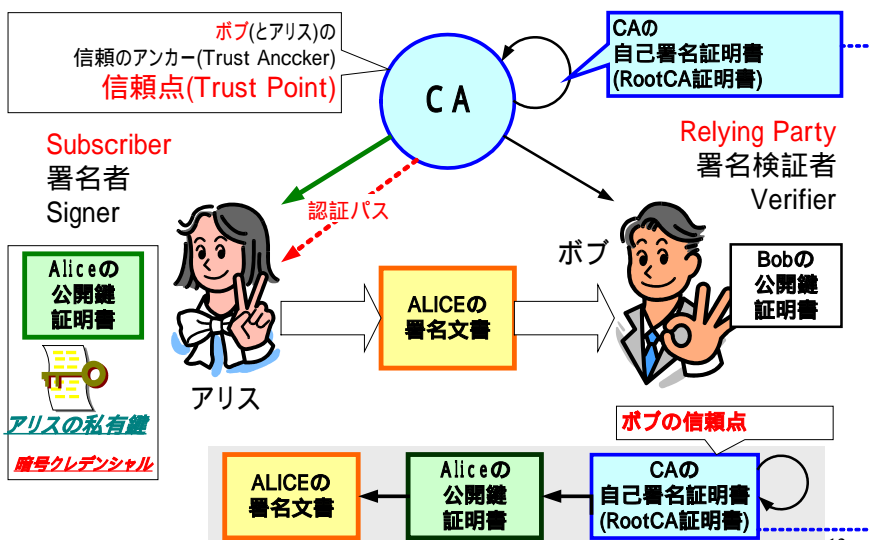 ボブ(とアリス)の
信頼のアンカー(Trust Anccker)
信頼点(Trust Point)
CA
CAの
自己署名証明書
(RootCA証明書)
Subscriber
署名者
Signer
Relying Party
署名検証者
Verifier
認証パス
Aliceの
公開鍵
証明書
アリスの私有鍵
暗号クレデンシャル
アリス
ALICEの
署名文書
ボブ
Bobの
公開鍵
証明書
ボブの信頼点
ALICEの
署名文書
Aliceの
公開鍵
証明書
CAの
自己署名証明書
(RootCA証明書)